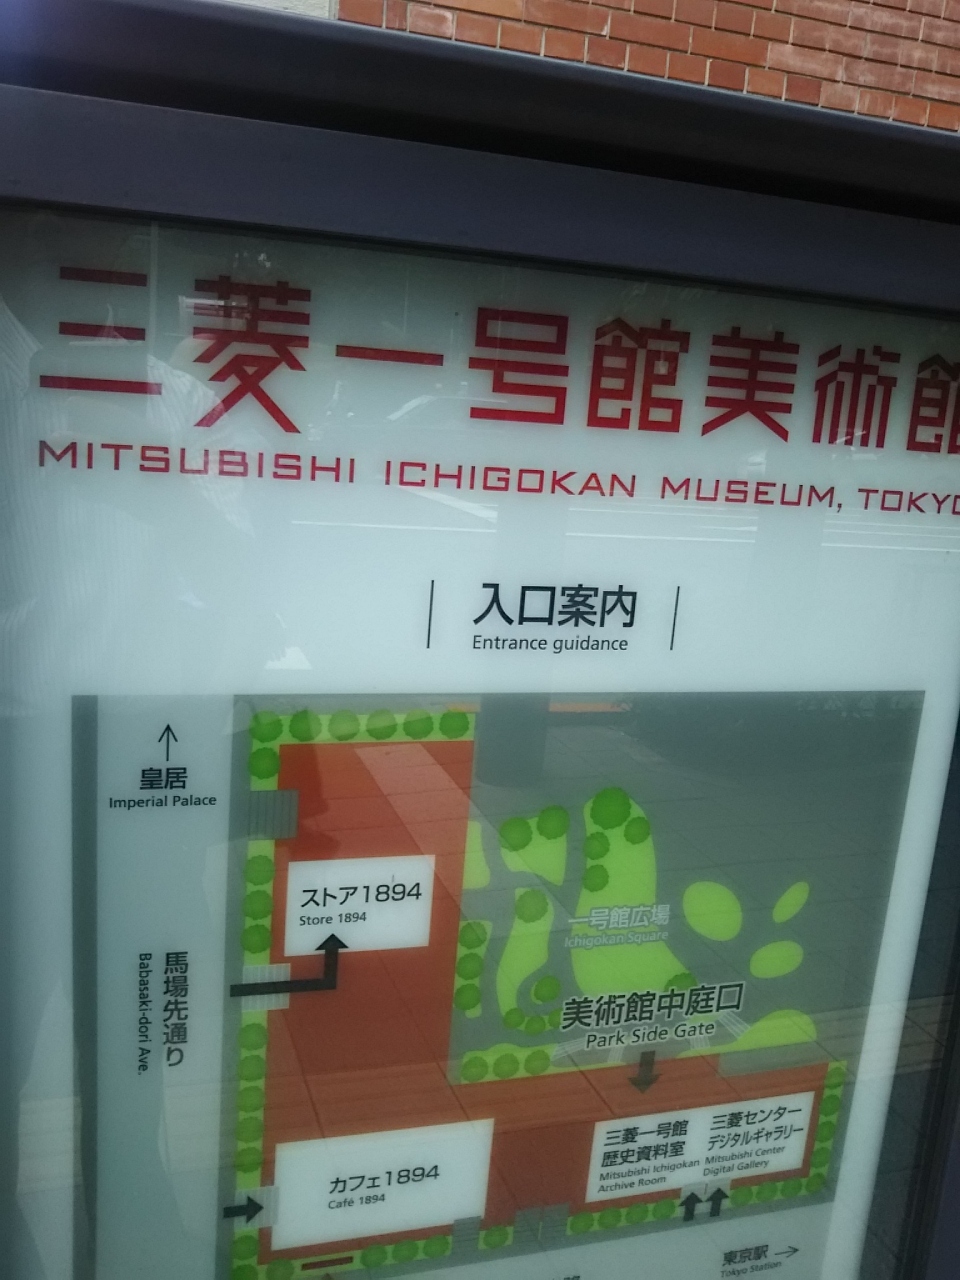 三菱一号館美術館
MITSUBISHI ICHIGOKAN MUSEUM, TOKYO
入口案内
Entrance guidance
皇居
Imperial Palace
ストア1894
Store 1894
一号館広場
Ichigokan Square
馬場先通り
Babasaki-dori Ave.
美術館中庭口
Park Side Gate
三菱一号館
歴史資料室
Mitsubishi Ichigokan
Archive Room
三菱センター
デジタルギャラリー
Mitsubishi Center
Digital Gallery
カフェ1894
Café 1894
東京駅
Tokyo Station